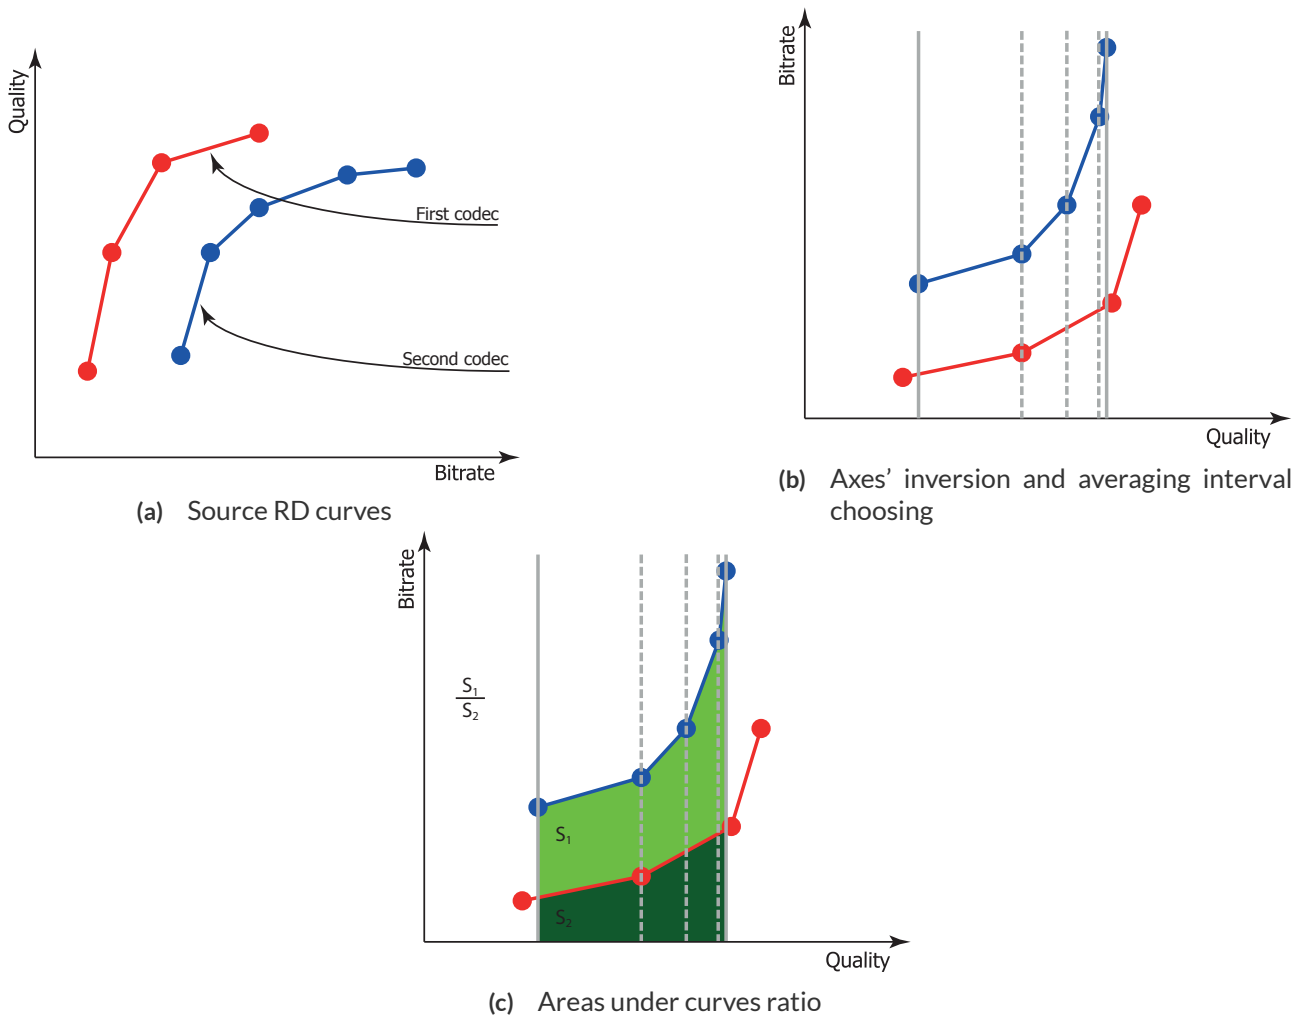 Quality
First codec
Second codec
Bitrate
(a) Source RD curves
Bitrate
Quality
(b) Axes’ inversion and averaging interval
choosing
Bitrate
S1
S2
S1
S2
Quality
(c) Areas under curves ratio